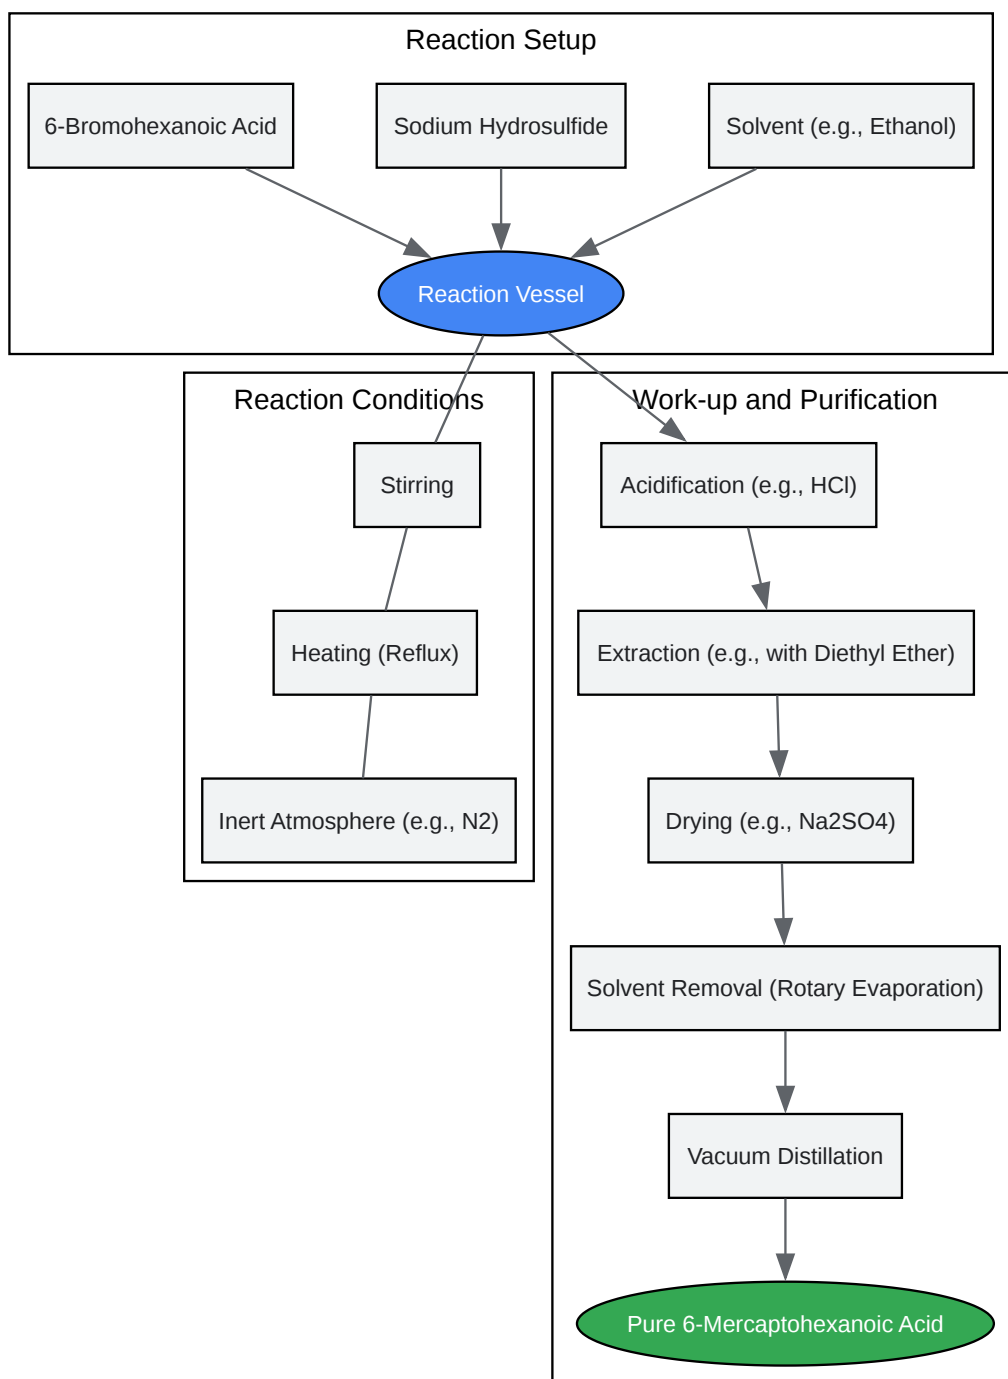 Reaction Setup
6-Bromohexanoic Acid
Sodium Hydrosulfide
Solvent (e.g., Ethanol)
Reaction Vessel
Reaction Conditions
Stirring
Heating (Reflux)
Inert Atmosphere (e.g., N2)
Work-up and Purification
Acidification (e.g., HCl)
Extraction (e.g., with Diethyl Ether)
Drying (e.g., Na2SO4)
Solvent Removal (Rotary Evaporation)
Vacuum Distillation
Pure 6-Mercaptohexanoic Acid